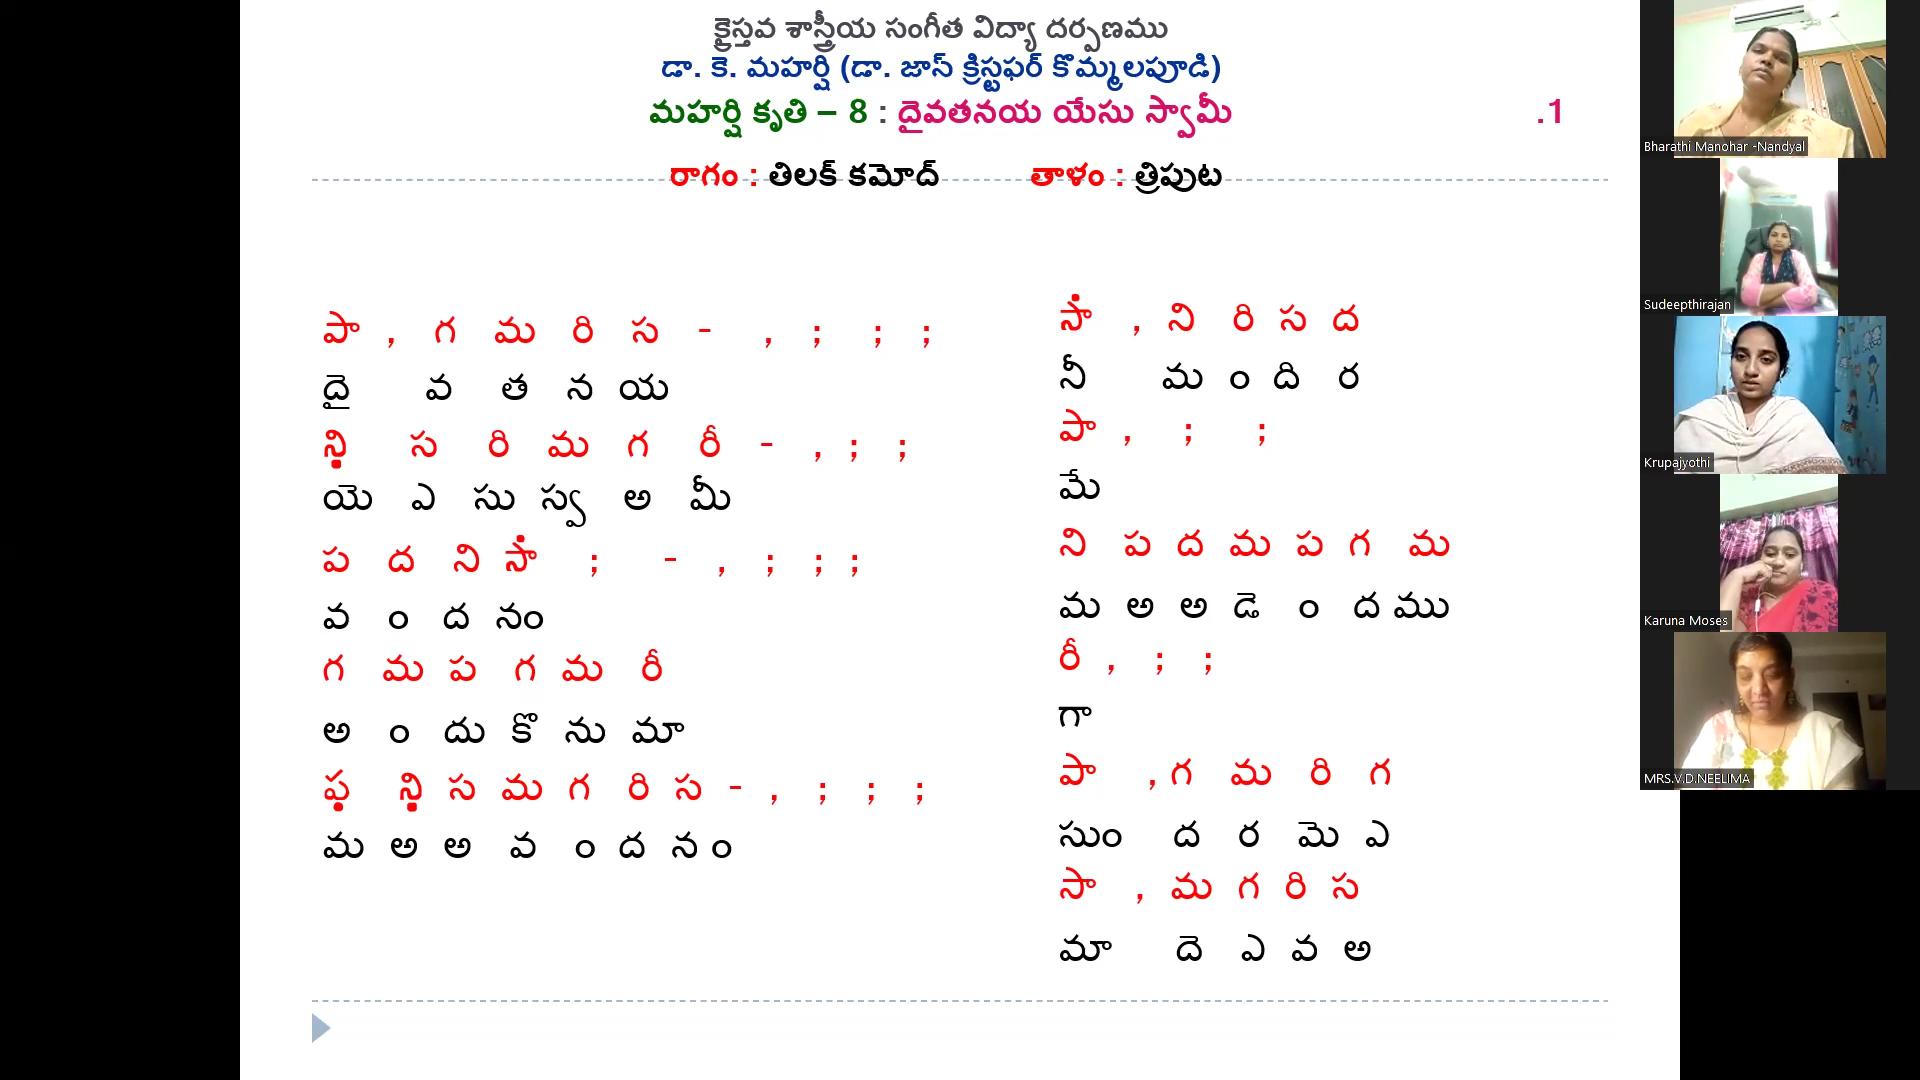 క్రైస్తవ శాస్త్రీయ సంగీత విద్యా దర్పణము
డా. కె. మహర్షి (డా. జాస్ క్రిస్టఫర్ కొమ్మలపూడి)
మహర్షి కృతి – 8 : దైవతనయ యేసు స్వామీ .1
రాగం : తిలక్ కమోద్ తాళం : త్రిపుట
పా , గ మ రి స - , ; ; ;
దై వ త న య
ని̣ స రి మ గ రీ - , ; ;
యె ఎ సు స్వ అ మీ
ప ద ని సా̇ ; - , ; ; ;
వ ం ద నం
గ మ ప గ మ రీ
అ ం దు కొ ను మా
ప̣ ని̣ స మ గ రి స - , ; ; ;
మ అ అ వ ం ద న ం
సా̇ , ని రి స ద
నీ మ ం ది ర
పా , ; ;
మే
ని ప ద మ ప గ మ
మ అ అ డె ం ద ము
రీ , ; ;
గా
పా , గ మ రి గ
సుం ద ర మె ఎ
సా , మ గ రి స
మా దె ఎ వ అ
Bharathi Manohar -Nandyal
Sudeepthirajan
Krupajyothi
Karuna Moses
MRS.V.D.NEELIMA